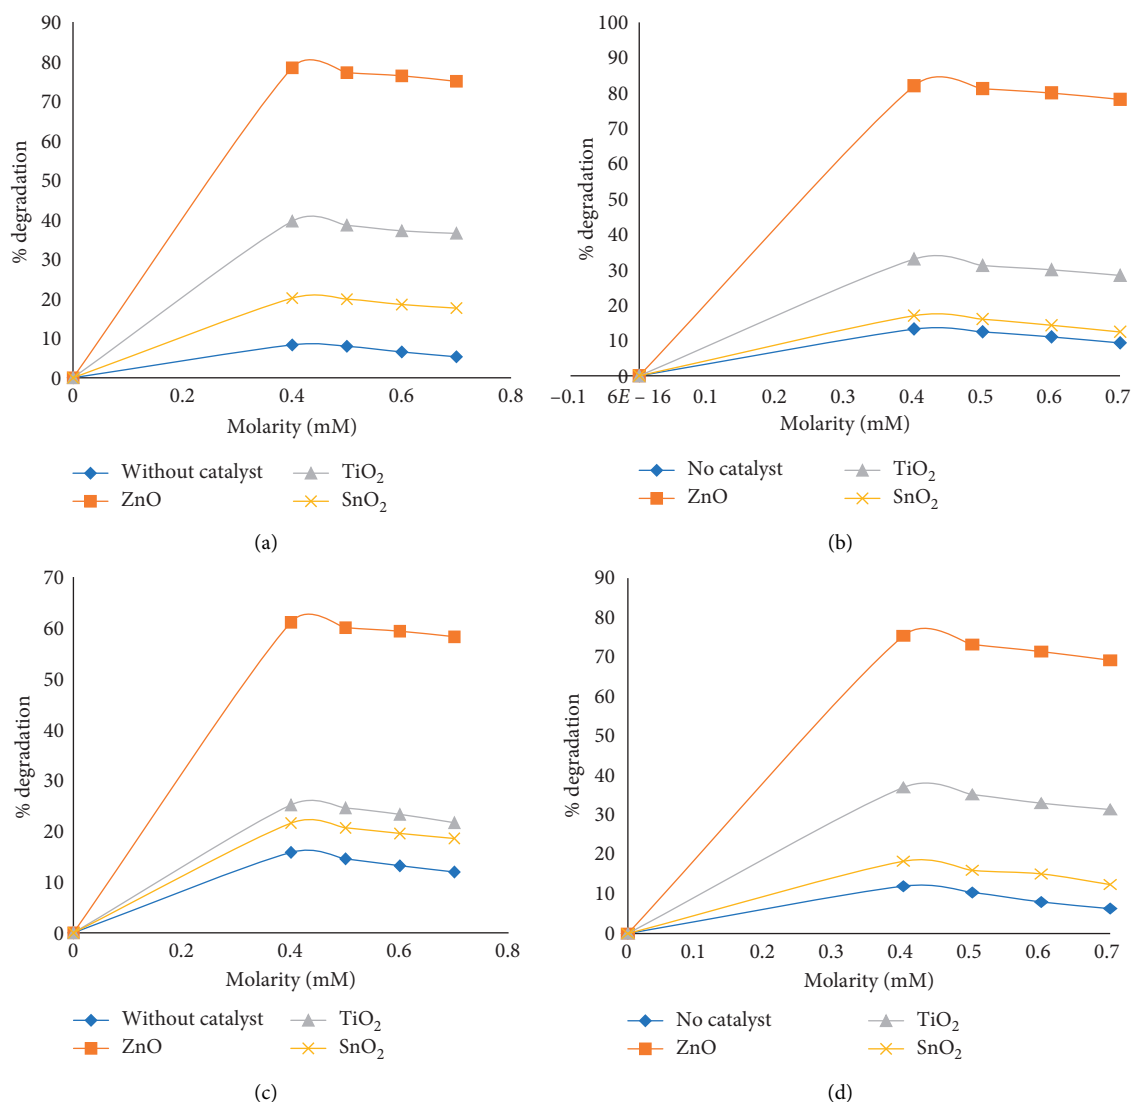 90
80
70
60
50
40
30
20
10
0
% degradation
0 0.2 0.4 0.6 0.8
Molarity (mM)
Without catalyst TiO₂
ZnO SnO₂
(a)
100
90
80
70
60
50
40
30
20
10
0
% degradation
–0.1 6E – 16 0.1 0.2 0.3 0.4 0.5 0.6 0.7
Molarity (mM)
No catalyst TiO₂
ZnO SnO₂
(b)
70
60
50
40
30
20
10
0
% degradation
0 0.2 0.4 0.6 0.8
Molarity (mM)
Without catalyst TiO₂
ZnO SnO₂
(c)
90
80
70
60
50
40
30
20
10
0
% degradation
0 0.1 0.2 0.3 0.4 0.5 0.6 0.7
Molarity (mM)
No catalyst TiO₂
ZnO SnO₂
(d)